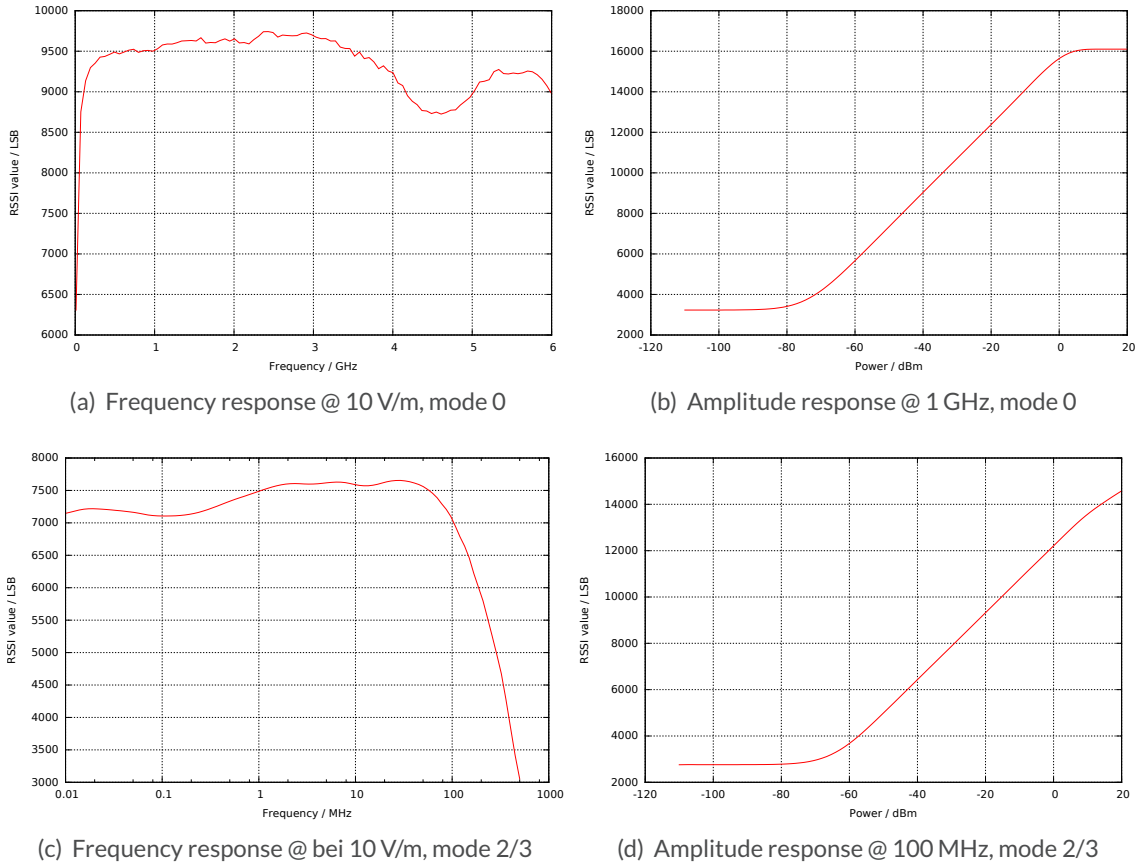 10000
9500
9000
8500
8000
7500
7000
6500
6000
RSSI value / LSB
0 1 2 3 4 5 6
Frequency / GHz
(a) Frequency response @ 10 V/m, mode 0
18000
16000
14000
12000
10000
8000
6000
4000
2000
RSSI value / LSB
-120 -100 -80 -60 -40 -20 0 20
Power / dBm
(b) Amplitude response @ 1 GHz, mode 0
8000
7500
7000
6500
6000
5500
5000
4500
4000
3500
3000
RSSI value / LSB
0.01 0.1 1 10 100 1000
Frequency / MHz
(c) Frequency response @ bei 10 V/m, mode 2/3
16000
14000
12000
10000
8000
6000
4000
2000
RSSI value / LSB
-120 -100 -80 -60 -40 -20 0 20
Power / dBm
(d) Amplitude response @ 100 MHz, mode 2/3